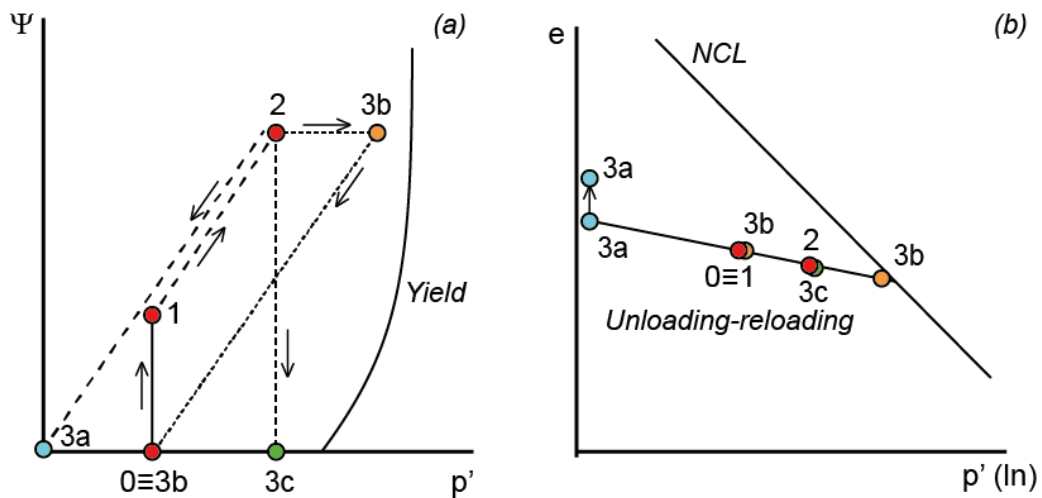 Ψ
(a)
2
3b
1
Yield
3a
0≡3b
3c
p’
e
(b)
NCL
3a
3a
3b
2
3b
0≡1
3c
Unloading-reloading
p’ (ln)